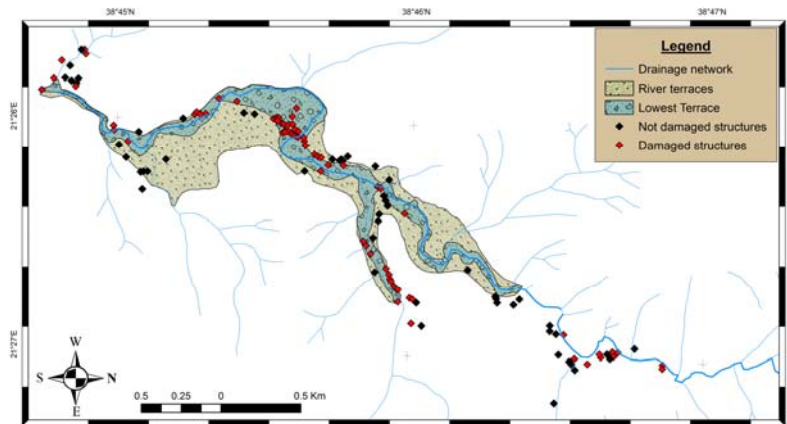 38°45'N 38°46'N 38°47'N
Legend
Drainage network
River terraces
Lowest Terrace
Not damaged structures
Damaged structures
21°26'E
21°27'E
W
S N
E
0.5 0.25 0 0.5 Km